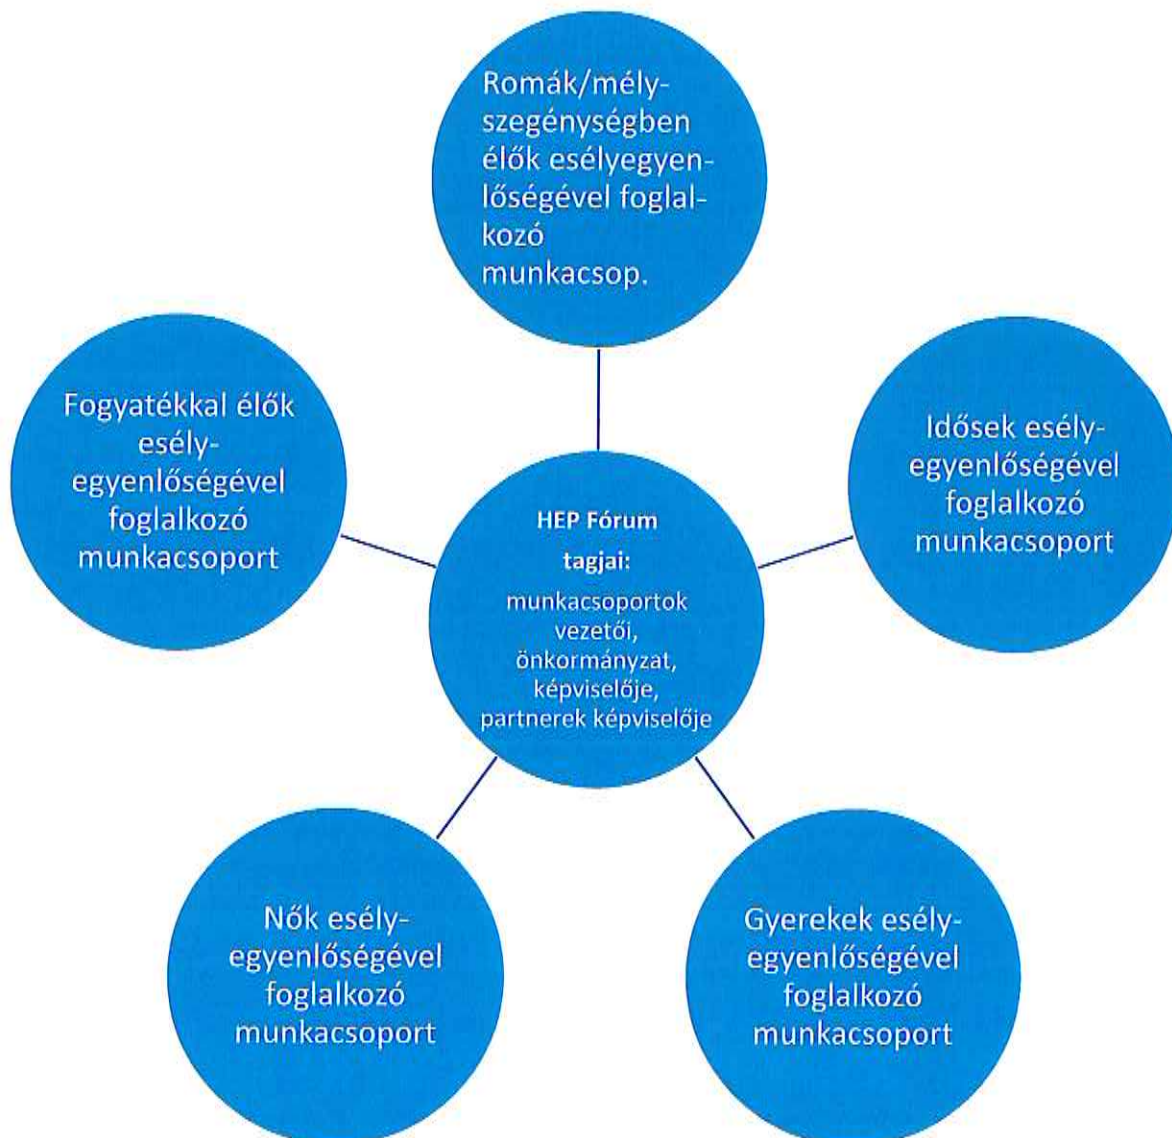 Romák/mély-
szegénységben
élők esélyegyen-
lőségével foglal-
kozó
munkacsop.
Fogyatékkal élők
esély-
egyenlőségével
foglalkozó
munkacsoport
Idősek esély-
egyenlőségével
foglalkozó
munkacsoport
HEP Fórum
tagjai:
munkacsoportok
vezetői,
önkormányzat,
képviselője,
partnerek képviselője
Nők esély-
egyenlőségével
foglalkozó
munkacsoport
Gyerekek esély-
egyenlőségével
foglalkozó
munkacsoport